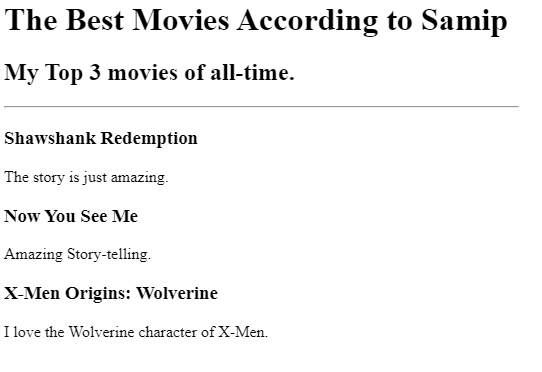 The Best Movies According to Samip
My Top 3 movies of all-time.
Shawshank Redemption
The story is just amazing.
Now You See Me
Amazing Story-telling.
X-Men Origins: Wolverine
I love the Wolverine character of X-Men.